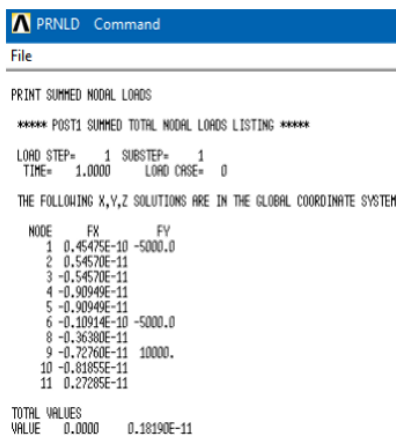 PRNLD Command
File
PRINT SUMMED NODAL LOADS
***** POST1 SUMMED TOTAL NODAL LOADS LISTING *****
LOAD STEP= 1 SUBSTEP= 1
TIME= 1.0000 LOAD CASE= 0
THE FOLLOWING X,Y,Z SOLUTIONS ARE IN THE GLOBAL COORDINATE SYSTEM
NODE FX FY
1 0.45475E-10 -5000.0
2 0.54570E-11
3 -0.54570E-11
4 -0.90949E-11
5 -0.90949E-11
6 -0.10914E-10 -5000.0
8 -0.36380E-11
9 -0.72760E-11 10000.
10 -0.81855E-11
11 0.27285E-11
TOTAL VALUES
VALUE 0.0000 0.18190E-11